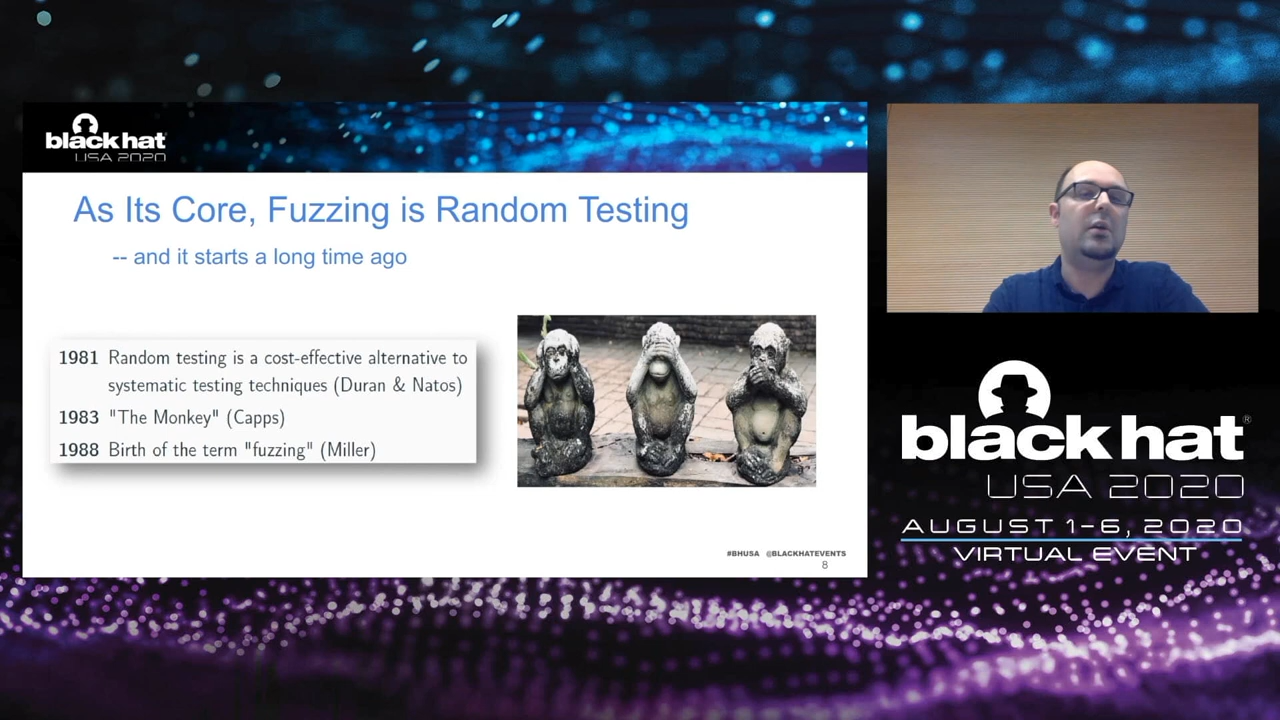 black hat
USA 2020
As Its Core, Fuzzing is Random Testing
-- and it starts a long time ago
1981 Random testing is a cost-effective alternative to
systematic testing techniques (Duran & Natos)
1983 "The Monkey" (Capps)
1988 Birth of the term "fuzzing" (Miller)
#BHUSA @BLACKHATEVENTS
8
black hat®
USA 2020
AUGUST 1-6, 2020
VIRTUAL EVENT